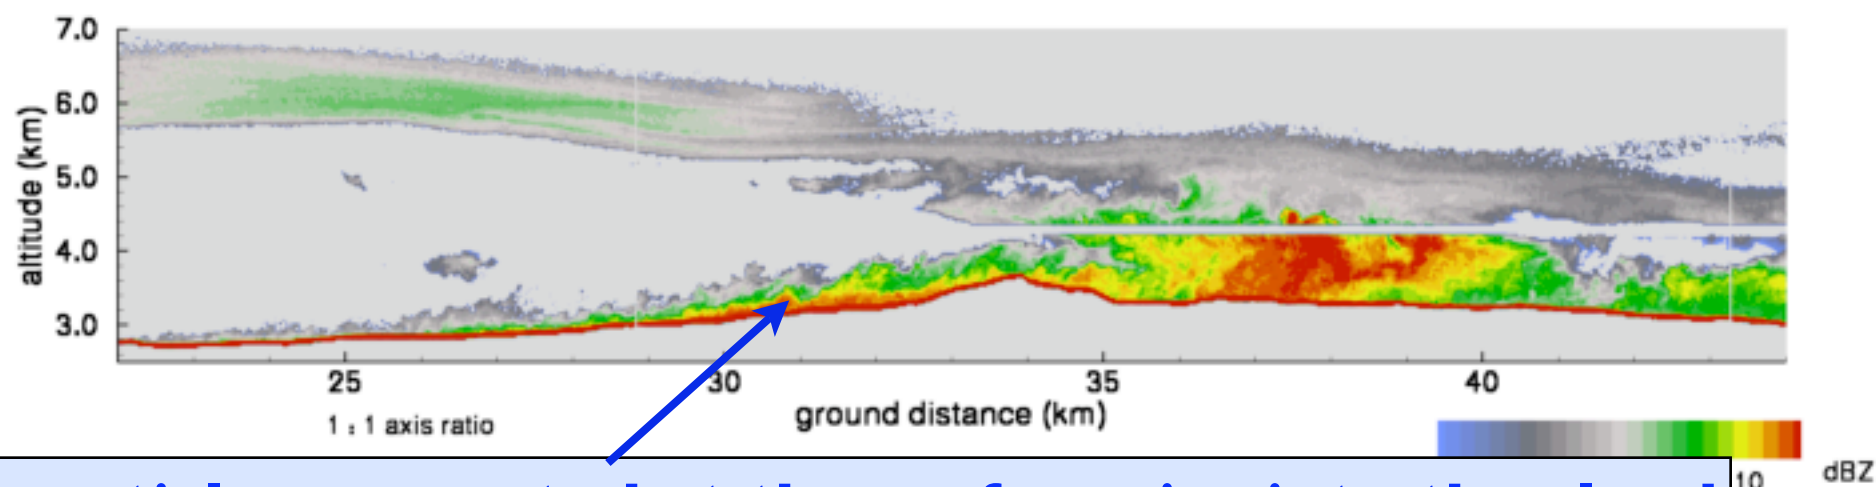 7.0
6.0
5.0
4.0
3.0
altitude (km)
25 30 35 40
ground distance (km)
1 : 1 axis ratio
10 dBZ